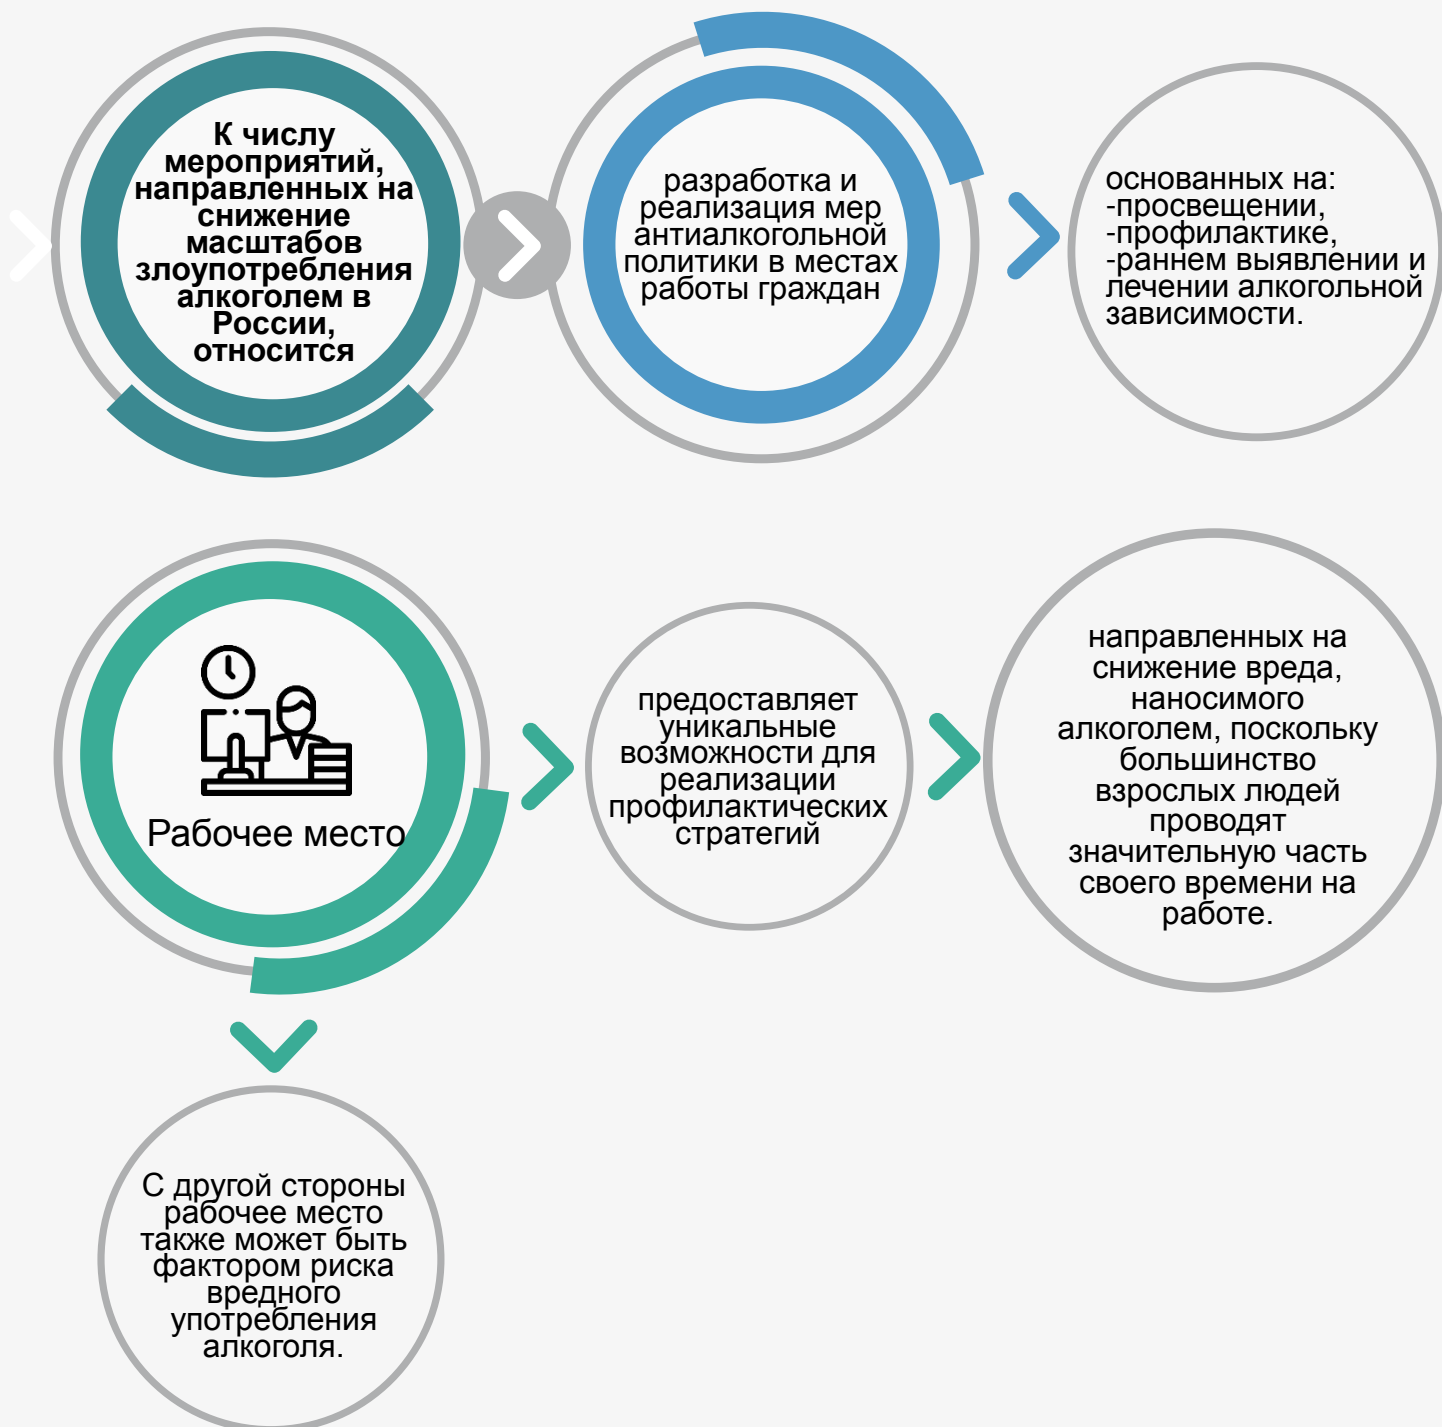 К числу
мероприятий,
направленных на
снижение
масштабов
злоупотребления
алкоголем в
России,
относится
разработка и
реализация мер
антиалкогольной
политики в местах
работы граждан
основанных на:
-просвещении,
-профилактике,
-раннем выявлении и
лечении алкогольной
зависимости.
Рабочее место
предоставляет
уникальные
возможности для
реализации
профилактических
стратегий
направленных на
снижение вреда,
наносимого
алкоголем, поскольку
большинство
взрослых людей
проводят
значительную часть
своего времени на
работе.
С другой стороны
рабочее место
также может быть
фактором риска
вредного
употребления
алкоголя.